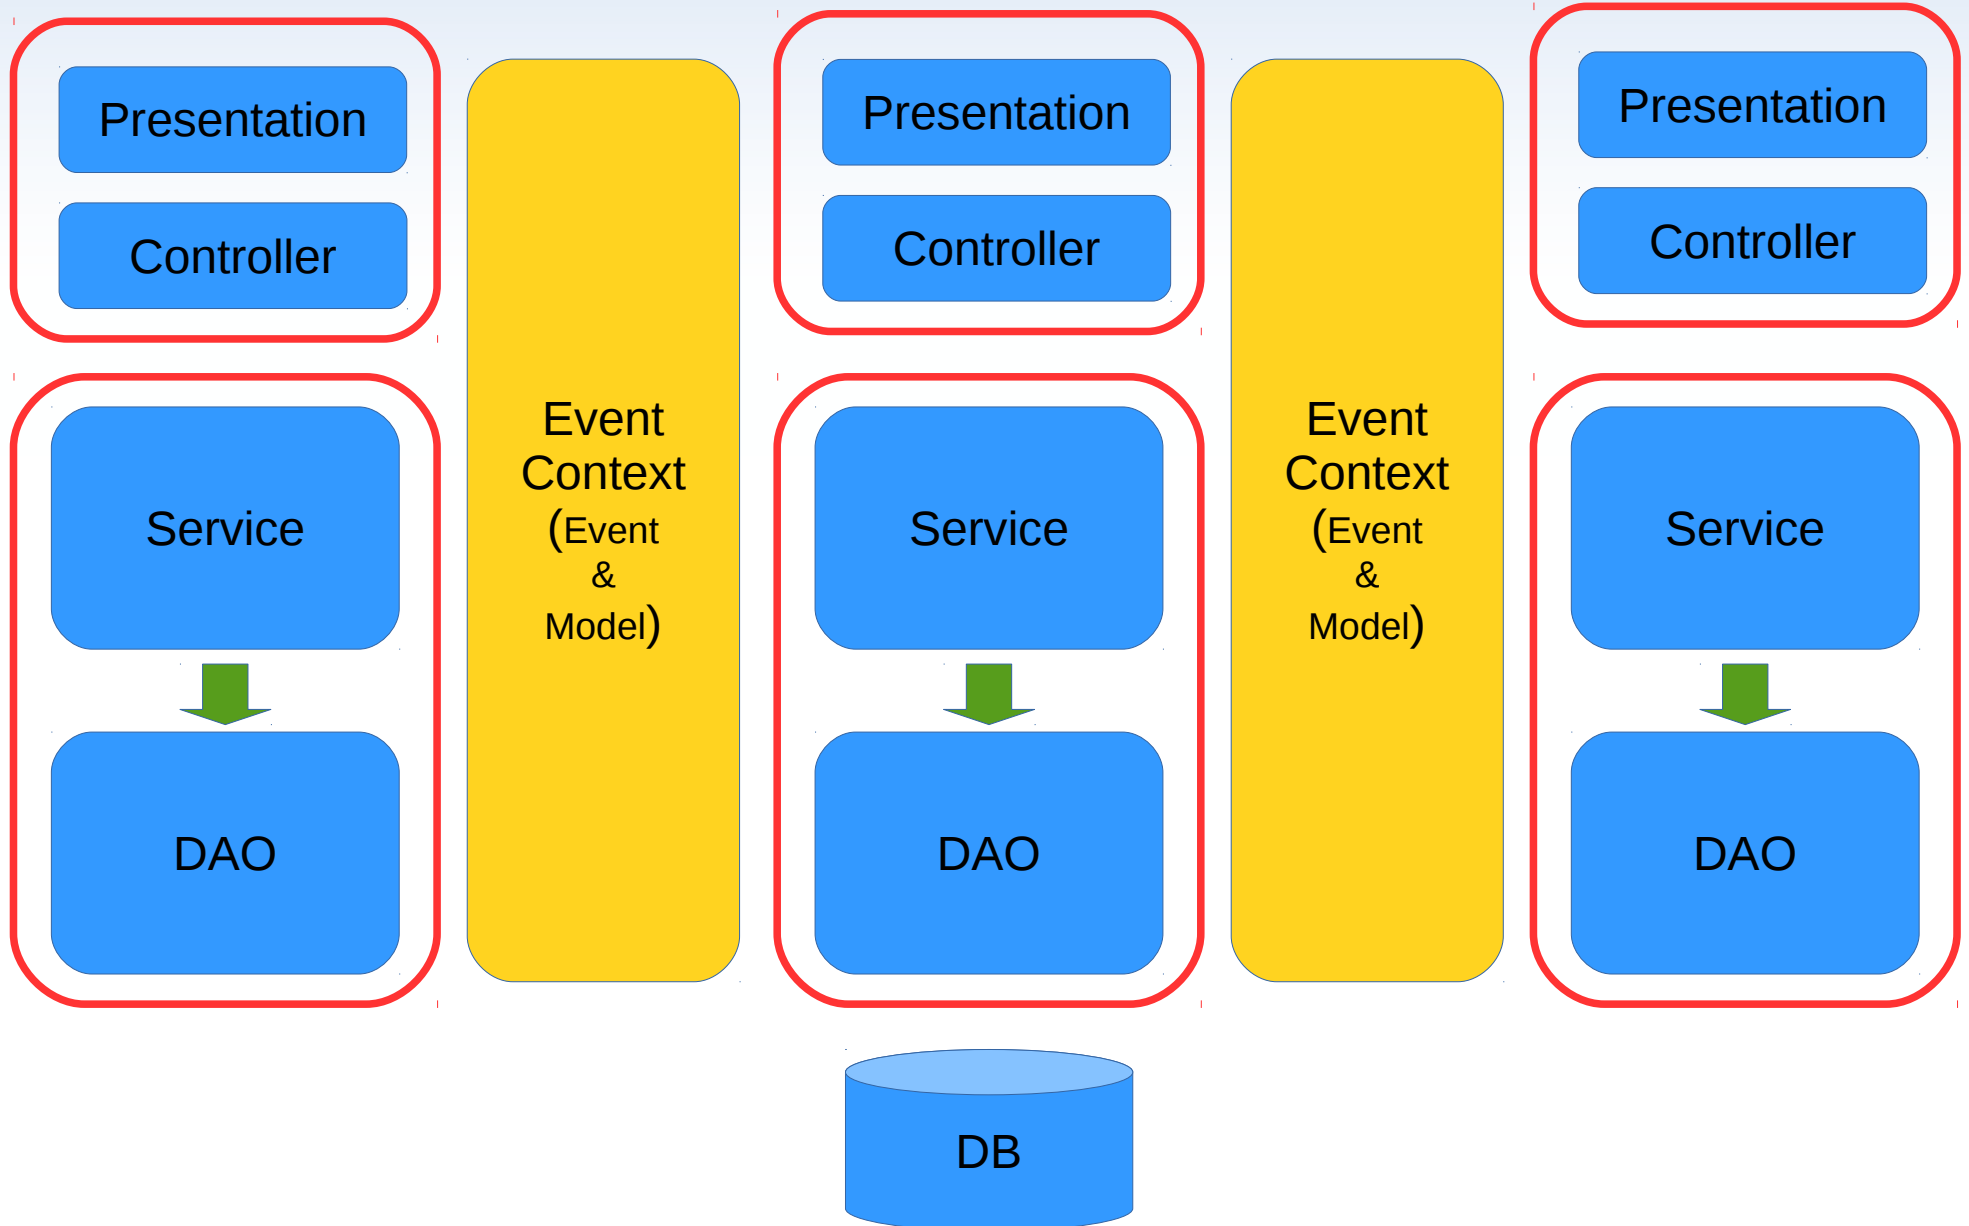 Presentation
Controller
Service
DAO
Event
Context
(Event
&
Model)
Presentation
Controller
Service
DAO
Event
Context
(Event
&
Model)
Presentation
Controller
Service
DAO
DB